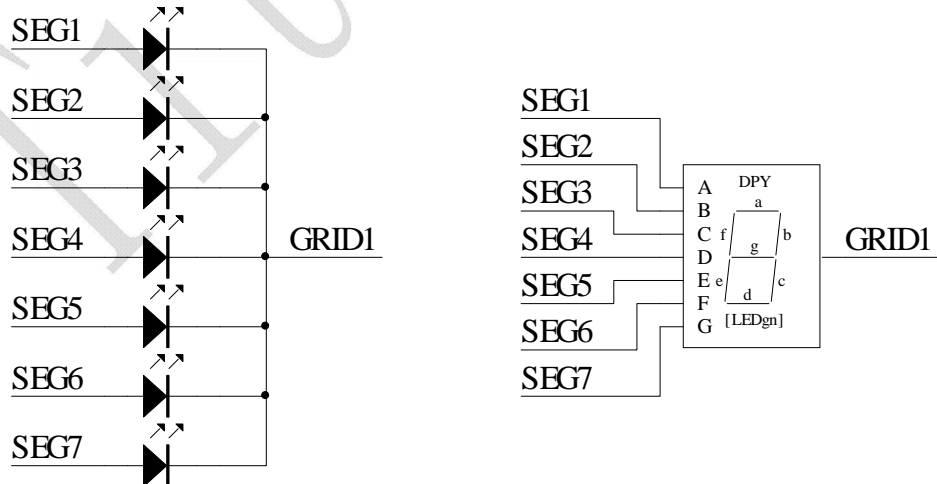 SEG1
SEG2
SEG3
SEG4
SEG5
SEG6
SEG7
GRID1
SEG1
SEG2
SEG3
SEG4
SEG5
SEG6
SEG7
A
B
C
D
E
F
G
DPY
a
f
b
g
e
c
d
[LEDgn]
GRID1